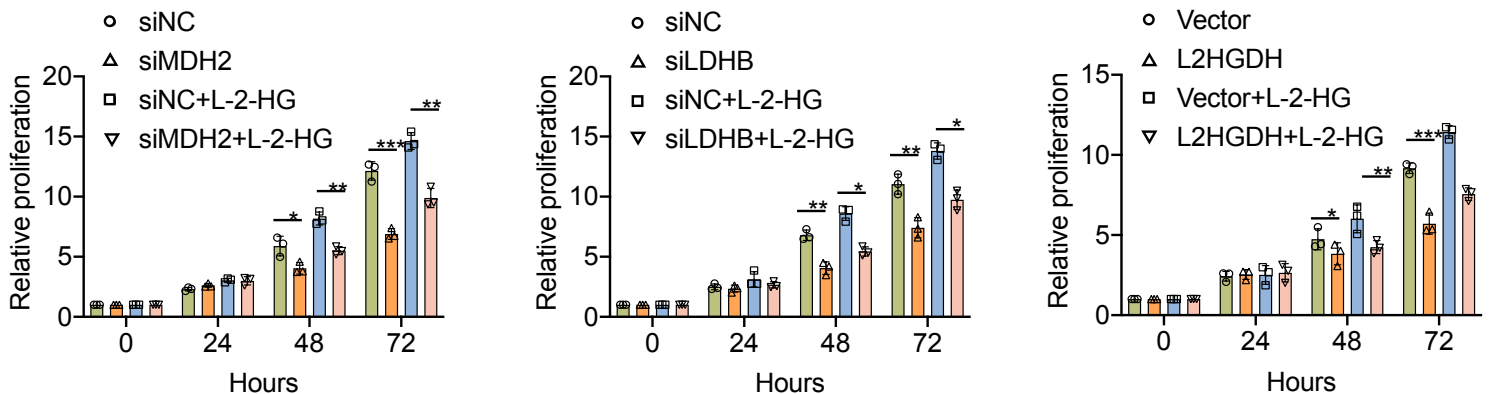 siNC
siMDH2
siNC+L-2-HG
siMDH2+L-2-HG
Relative proliferation
20
15
10
5
0
*
**
***
**
0 24 48 72
Hours
siNC
siLDHB
siNC+L-2-HG
siLDHB+L-2-HG
Relative proliferation
20
15
10
5
0
**
*
**
*
0 24 48 72
Hours
Vector
L2HGDH
Vector+L-2-HG
L2HGDH+L-2-HG
Relative proliferation
15
10
5
0
*
**
***
0 24 48 72
Hours